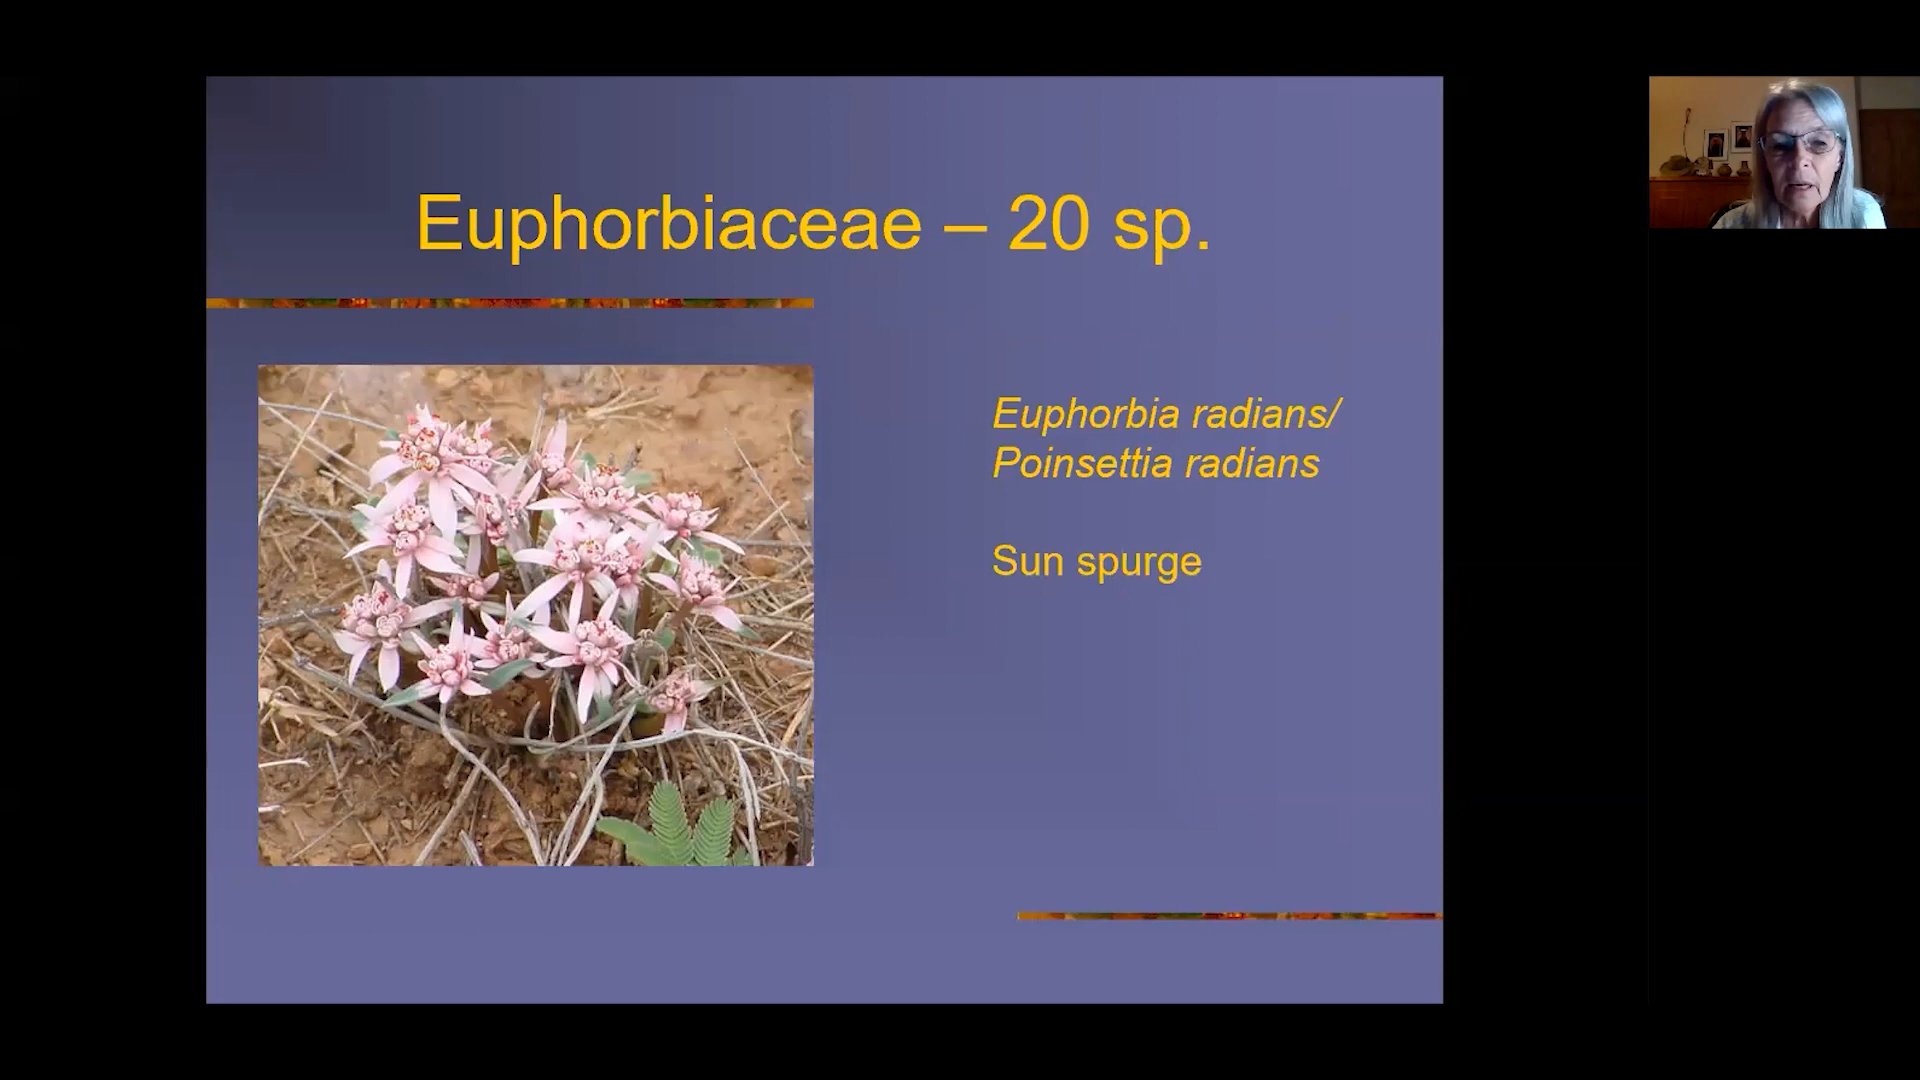 Euphorbiaceae – 20 sp.
Euphorbia radians/
Poinsettia radians
Sun spurge